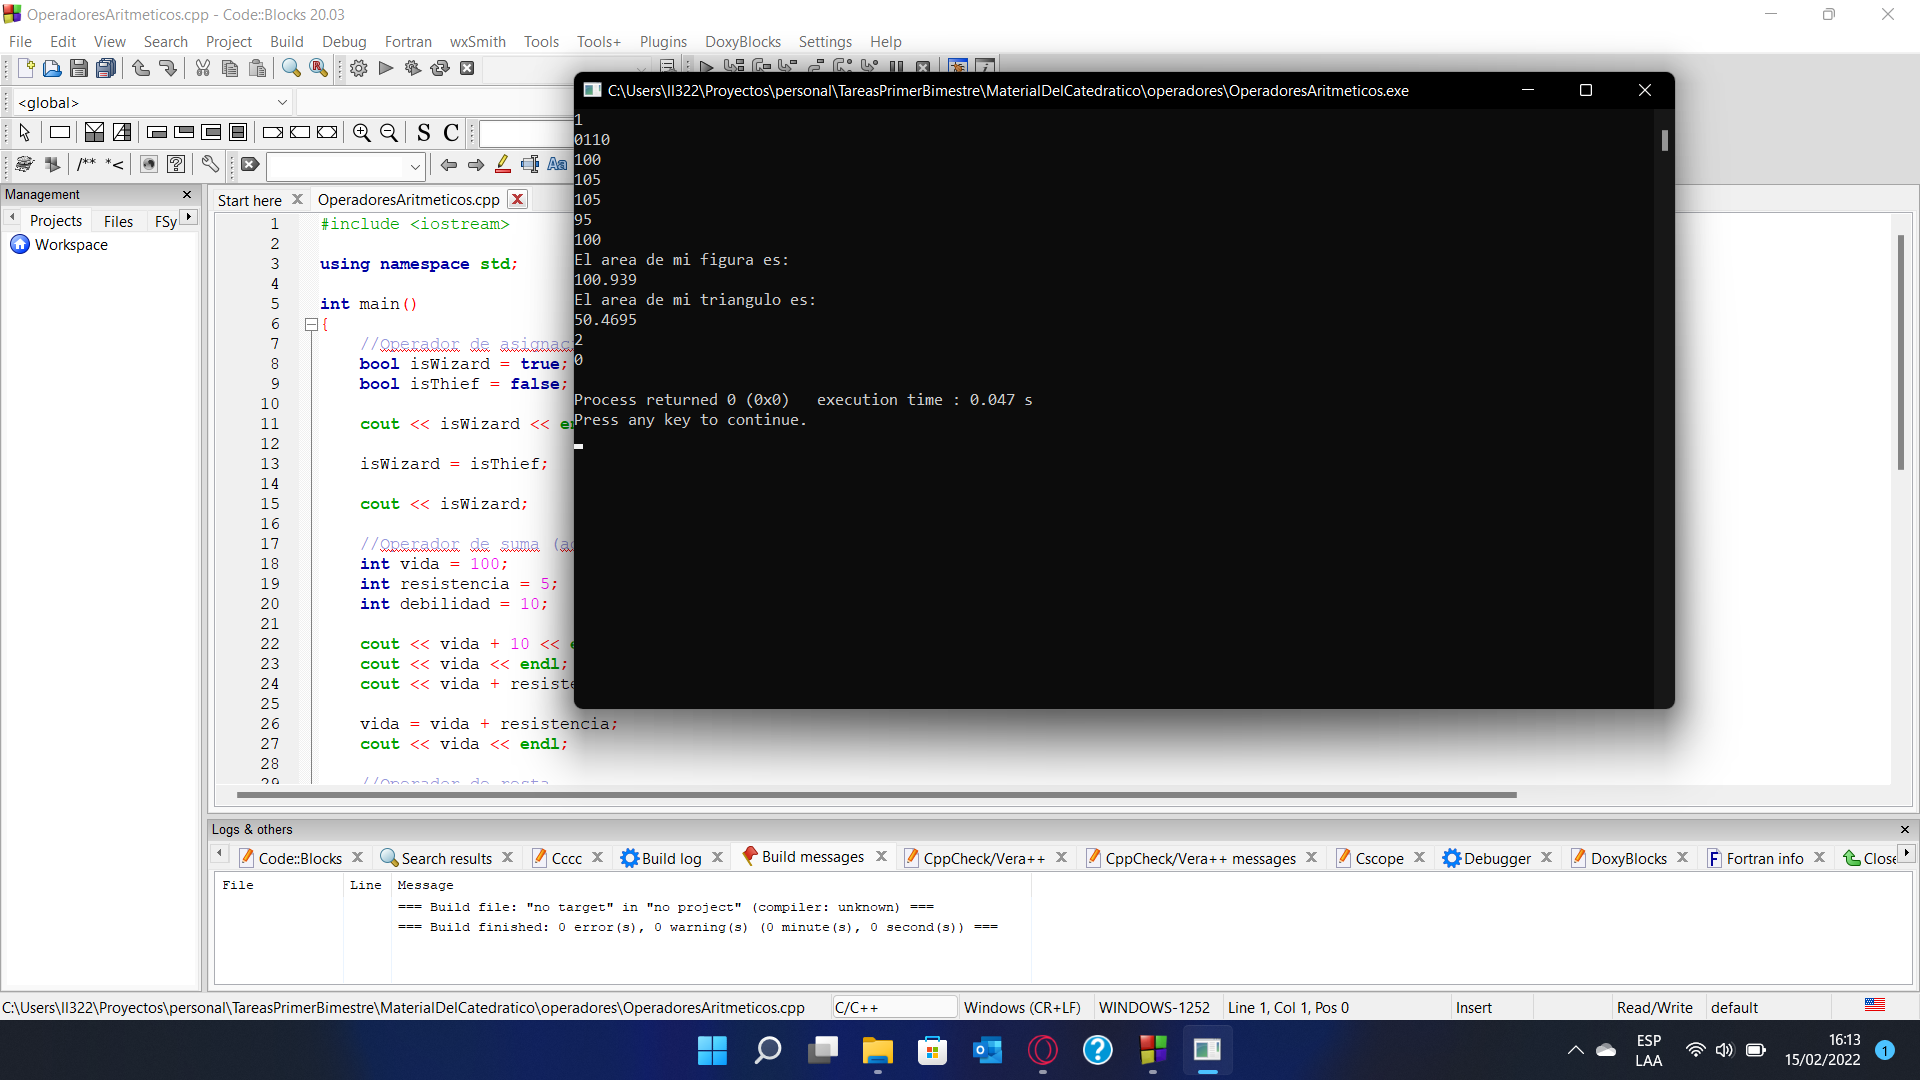 OperadoresAritmeticos.cpp - Code::Blocks 20.03
File Edit View Search Project Build Debug Fortran wxSmith Tools Tools+ Plugins DoxyBlocks Settings Help
<global>
S C
/** *<
Aa
C:\Users\ll322\Proyectos\personal\TareasPrimerBimestre\MaterialDelCatedratico\operadores\OperadoresAritmeticos.exe
1
0110
100
105
105
95
100
El area de mi figura es:
100.939
El area de mi triangulo es:
50.4695
2
0
Process returned 0 (0x0)   execution time : 0.047 s
Press any key to continue.
Management
Projects Files FSy
Workspace
Start here OperadoresAritmeticos.cpp
1 #include <iostream>
2
3 using namespace std;
4
5 int main()
6 {
7 //Operador de asignaci
8 bool isWizard = true;
9 bool isThief = false;
10
11 cout << isWizard << en
12
13 isWizard = isThief;
14
15 cout << isWizard;
16
17 //Operador de suma (ad
18 int vida = 100;
19 int resistencia = 5;
20 int debilidad = 10;
21
22 cout << vida + 10 << e
23 cout << vida << endl;
24 cout << vida + resiste
25
26 vida = vida + resistencia;
27 cout << vida << endl;
28
29 //Operador de resta
Logs & others
Code::Blocks Search results Cccc Build log Build messages CppCheck/Vera++ CppCheck/Vera++ messages Cscope Debugger DoxyBlocks Fortran info Close
File Line Message
=== Build file: "no target" in "no project" (compiler: unknown) ===
=== Build finished: 0 error(s), 0 warning(s) (0 minute(s), 0 second(s)) ===
C:\Users\ll322\Proyectos\personal\TareasPrimerBimestre\MaterialDelCatedratico\operadores\OperadoresAritmeticos.cpp C/C++ Windows (CR+LF) WINDOWS-1252 Line 1, Col 1, Pos 0 Insert Read/Write default
ESP
LAA
16:13
15/02/2022
1